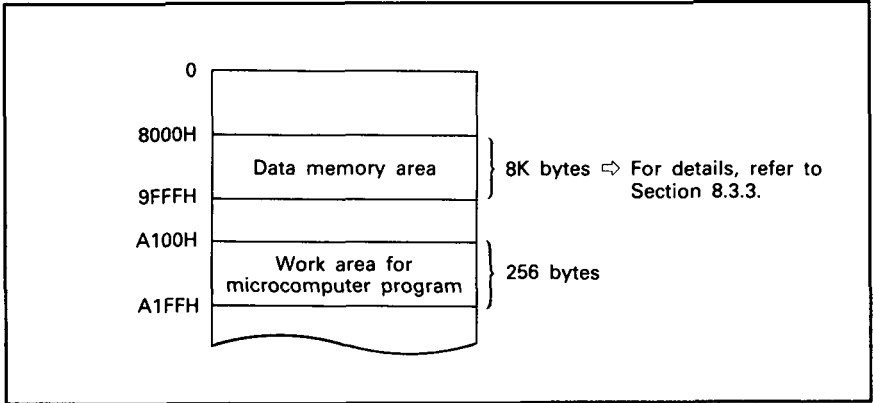 0
8000H
Data memory area
8K bytes ⇨ For details, refer to
Section 8.3.3.
9FFFH
A100H
Work area for
microcomputer program
256 bytes
A1FFH